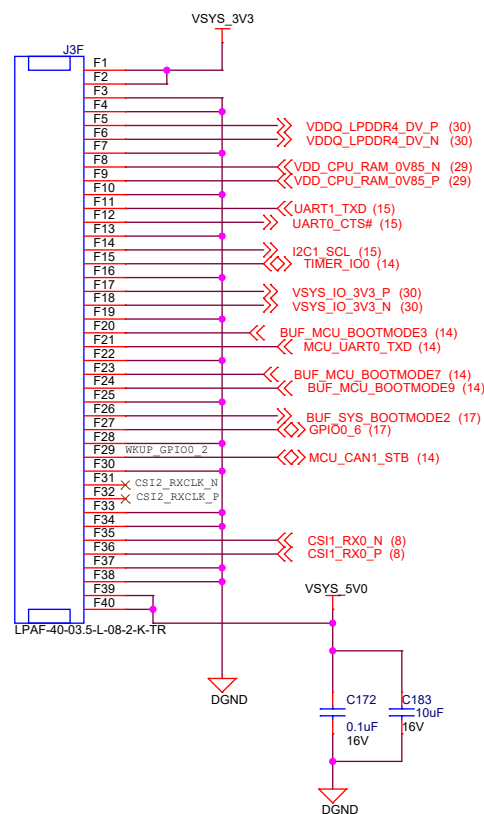 VSYS_3V3
J3F
F1
F2
F3
F4
F5 VDDQ_LPDDR4_DV_P (30)
F6 VDDQ_LPDDR4_DV_N (30)
F7
F8 VDD_CPU_RAM_0V85_N (29)
F9 VDD_CPU_RAM_0V85_P (29)
F10
F11 UART1_TXD (15)
F12 UART0_CTS# (15)
F13
F14 I2C1_SCL (15)
F15 TIMER_IO0 (14)
F16
F17 VSYS_IO_3V3_P (30)
F18 VSYS_IO_3V3_N (30)
F19
F20 BUF_MCU_BOOTMODE3 (14)
F21 MCU_UART0_TXD (14)
F22
F23 BUF_MCU_BOOTMODE7 (14)
F24 BUF_MCU_BOOTMODE9 (14)
F25
F26 BUF_SYS_BOOTMODE2 (17)
F27 GPIO0_6 (17)
F28
F29 WKUP_GPIO0_2 MCU_CAN1_STB (14)
F30
F31 CSI2_RXCLK_N
F32 CSI2_RXCLK_P
F33
F34
F35 CSI1_RX0_N (8)
F36 CSI1_RX0_P (8)
F37
F38
F39 VSYS_5V0
F40
LPAF-40-03.5-L-08-2-K-TR
DGND
C172 C183
0.1uF 10uF
16V 16V
DGND